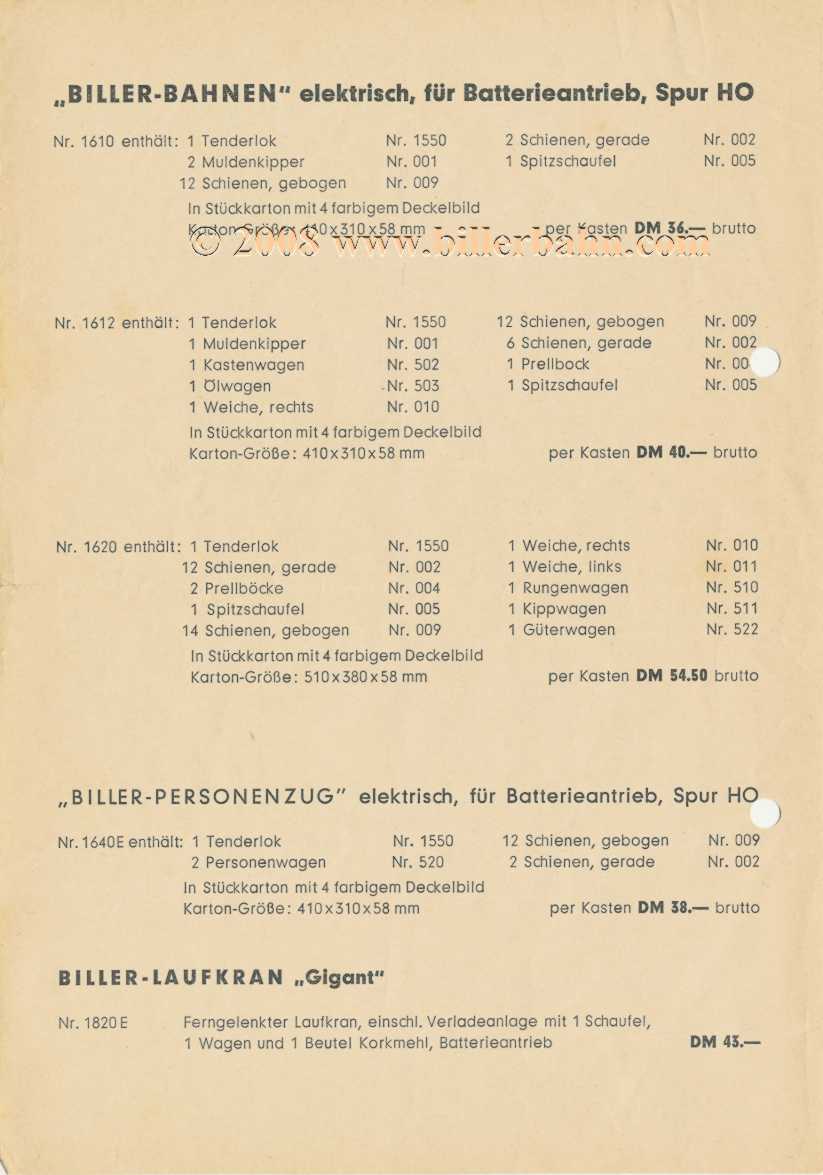 „BILLER-BAHNEN“ elektrisch, für Batterieantrieb, Spur HO
Nr. 1610 enthält: 1 Tenderlok Nr. 1550 2 Schienen, gerade Nr. 002
2 Muldenkipper Nr. 001 1 Spitzschaufel Nr. 005
12 Schienen, gebogen Nr. 009
In Stückkarton mit 4 farbigem Deckelbild
Karton-Größe: 410x310x58 mm per Kasten DM 36.— brutto
© 2008 www.billerbahn.com
Nr. 1612 enthält: 1 Tenderlok Nr. 1550 12 Schienen, gebogen Nr. 009
1 Muldenkipper Nr. 001 6 Schienen, gerade Nr. 002
1 Kastenwagen Nr. 502 1 Prellbock Nr. 00
1 Ölwagen Nr. 503 1 Spitzschaufel Nr. 005
1 Weiche, rechts Nr. 010
In Stückkarton mit 4 farbigem Deckelbild
Karton-Größe: 410x310x58 mm per Kasten DM 40.— brutto
Nr. 1620 enthält: 1 Tenderlok Nr. 1550 1 Weiche, rechts Nr. 010
12 Schienen, gerade Nr. 002 1 Weiche, links Nr. 011
2 Prellböcke Nr. 004 1 Rungenwagen Nr. 510
1 Spitzschaufel Nr. 005 1 Kippwagen Nr. 511
14 Schienen, gebogen Nr. 009 1 Güterwagen Nr. 522
In Stückkarton mit 4 farbigem Deckelbild
Karton-Größe: 510x380x58 mm per Kasten DM 54.50 brutto
„BILLER-PERSONENZUG“ elektrisch, für Batterieantrieb, Spur HO
Nr. 1640E enthält: 1 Tenderlok Nr. 1550 12 Schienen, gebogen Nr. 009
2 Personenwagen Nr. 520 2 Schienen, gerade Nr. 002
In Stückkarton mit 4 farbigem Deckelbild
Karton-Größe: 410x310x58 mm per Kasten DM 38.— brutto
BILLER-LAUFKRAN „Gigant“
Nr. 1820 E Ferngelenkter Laufkran, einschl. Verladeanlage mit 1 Schaufel,
1 Wagen und 1 Beutel Korkmehl, Batterieantrieb DM 43.—